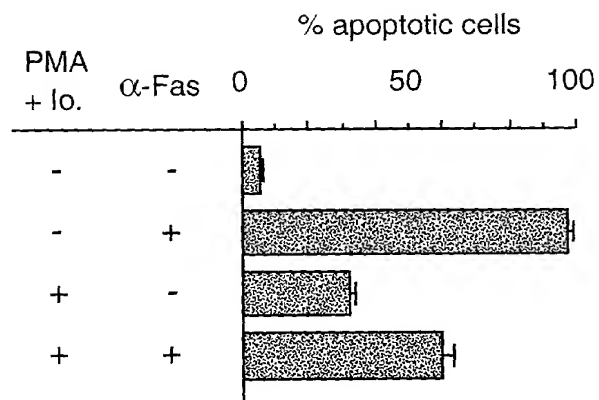 % apoptotic cells
PMA
+ Io.
α-Fas
0 50 100
- -
- +
+ -
+ +